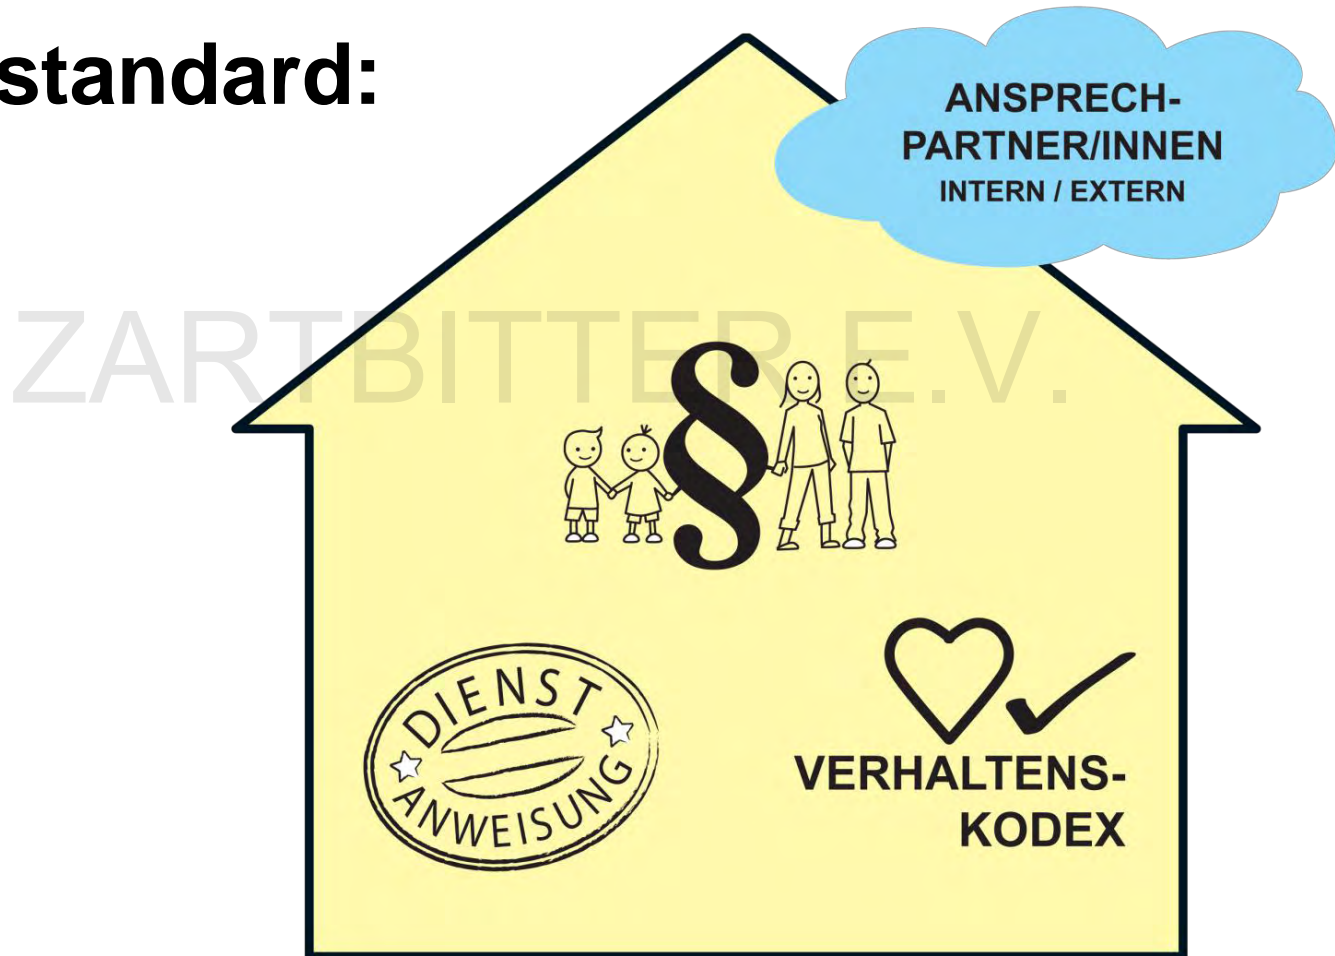 standard:
ANSPRECH-
PARTNER/INNEN
INTERN / EXTERN
ZARTBITTER E.V.
§
DIENST
ANWEISUNG
VERHALTENS-
KODEX